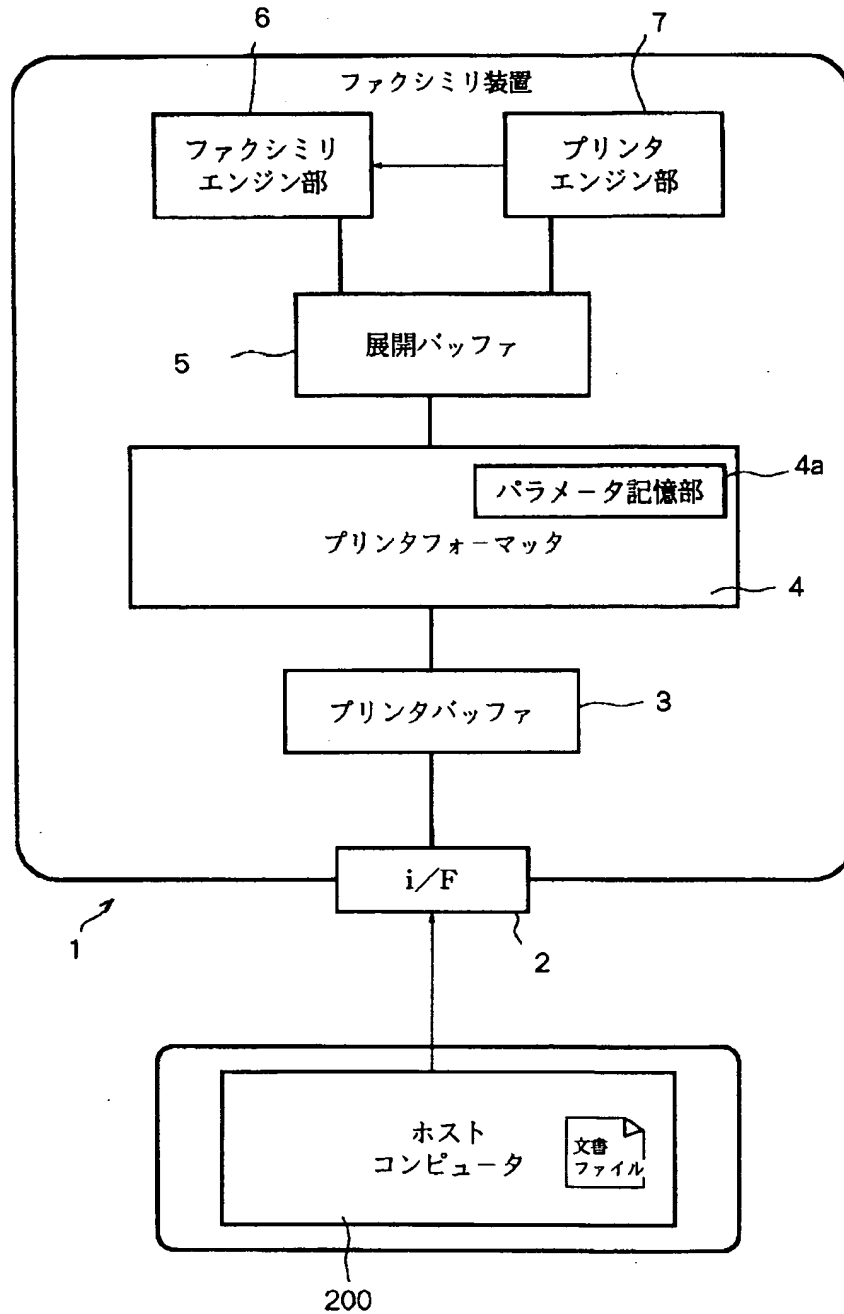 6
7
ファクシミリ装置
ファクシミリ
エンジン部
プリンタ
エンジン部
展開バッファ
5
パラメータ記憶部
4a
プリンタフォーマッタ
4
プリンタバッファ
3
i/F
1
2
ホスト
コンピュータ
文書
ファイル
200